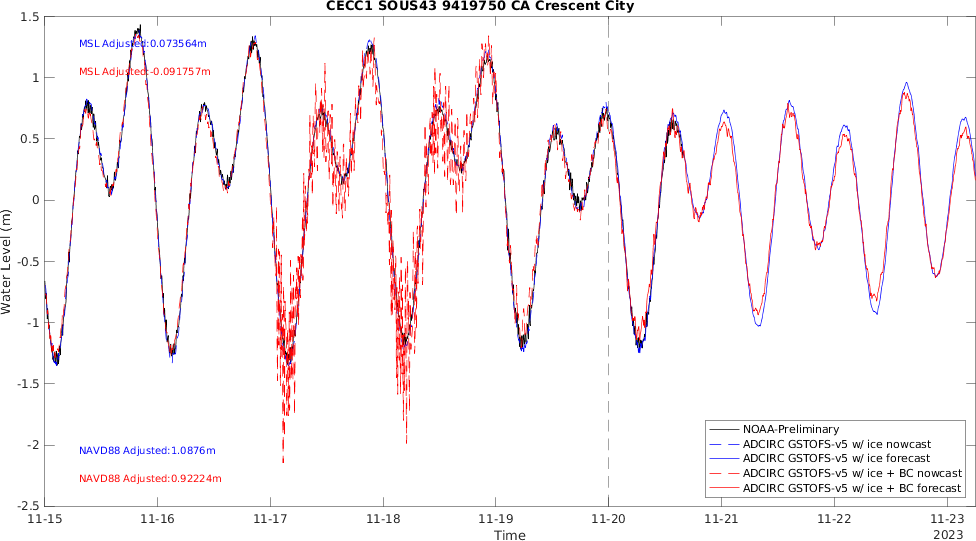 CECC1 SOUS43 9419750 CA Crescent City
1.5
MSL Adjusted:0.073564m
MSL Adjusted:-0.091757m
1
0.5
0
-0.5
-1
-1.5
-2
-2.5
Water Level (m)
NAVD88 Adjusted:1.0876m
NAVD88 Adjusted:0.92224m
NOAA-Preliminary
ADCIRC GSTOFS-v5 w/ ice nowcast
ADCIRC GSTOFS-v5 w/ ice forecast
ADCIRC GSTOFS-v5 w/ ice + BC nowcast
ADCIRC GSTOFS-v5 w/ ice + BC forecast
11-15 11-16 11-17 11-18 11-19 11-20 11-21 11-22 11-23
2023
Time